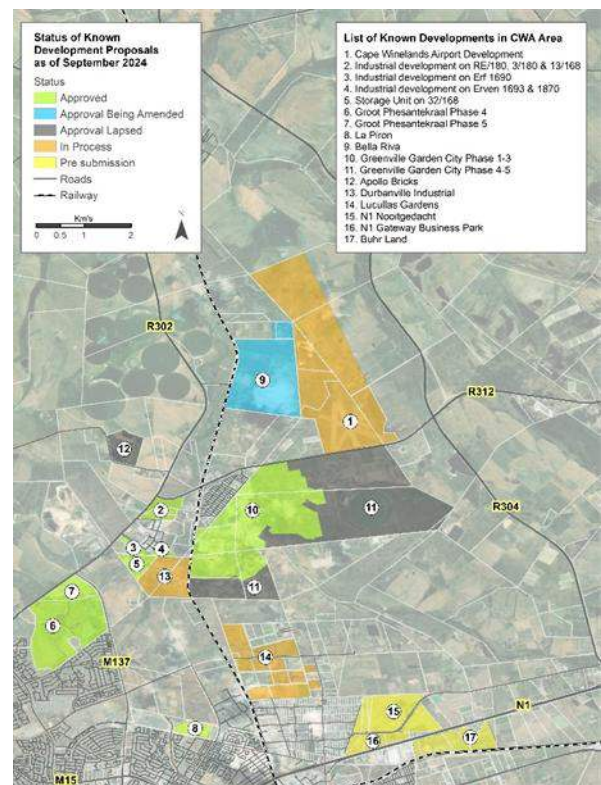 Status of Known
Development Proposals
as of September 2024
Status
Approved
Approval Being Amended
Approval Lapsed
In Process
Pre submission
Roads
Railway
Km's
0 0.5 1 2
N
List of Known Developments in CWA Area
1. Cape Winelands Airport Development
2. Industrial development on RE/180, 3/180 & 13/168
3. Industrial development on Erf 1690
4. Industrial development on Erven 1693 & 1870
5. Storage Unit on 32/168
6. Groot Phesantekraal Phase 4
7. Groot Phesantekraal Phase 5
8. La Piron
9. Bella Riva
10. Greenville Garden City Phase 1-3
11. Greenville Garden City Phase 4-5
12. Apollo Bricks
13. Durbanville Industrial
14. Lucullas Gardens
15. N1 Nooitgedacht
16. N1 Gateway Business Park
17. Buhr Land
R302
9
R312
1
12
2
10
11
R304
3
4
5
13
11
7
6
M137
14
15
N1
8
16
17
M15